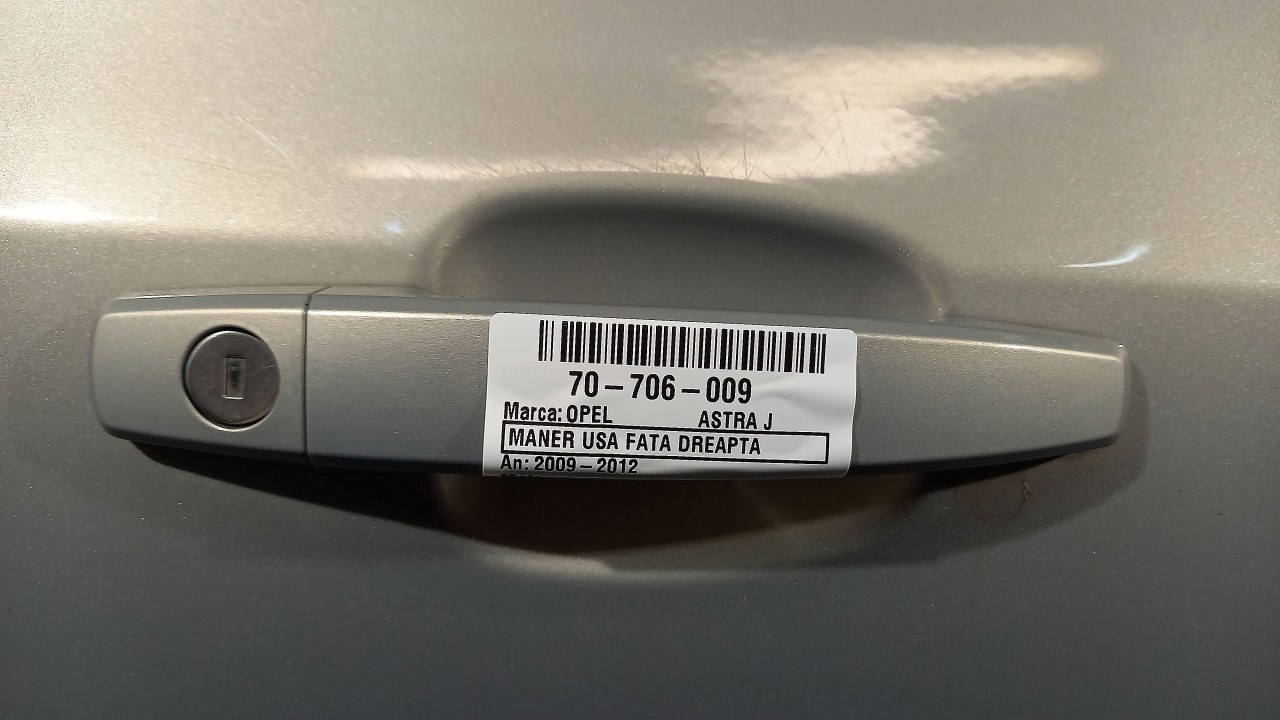 70-706-009
Marca: OPEL ASTRA J
MANER USA FATA DREAPTA
An: 2009-2012